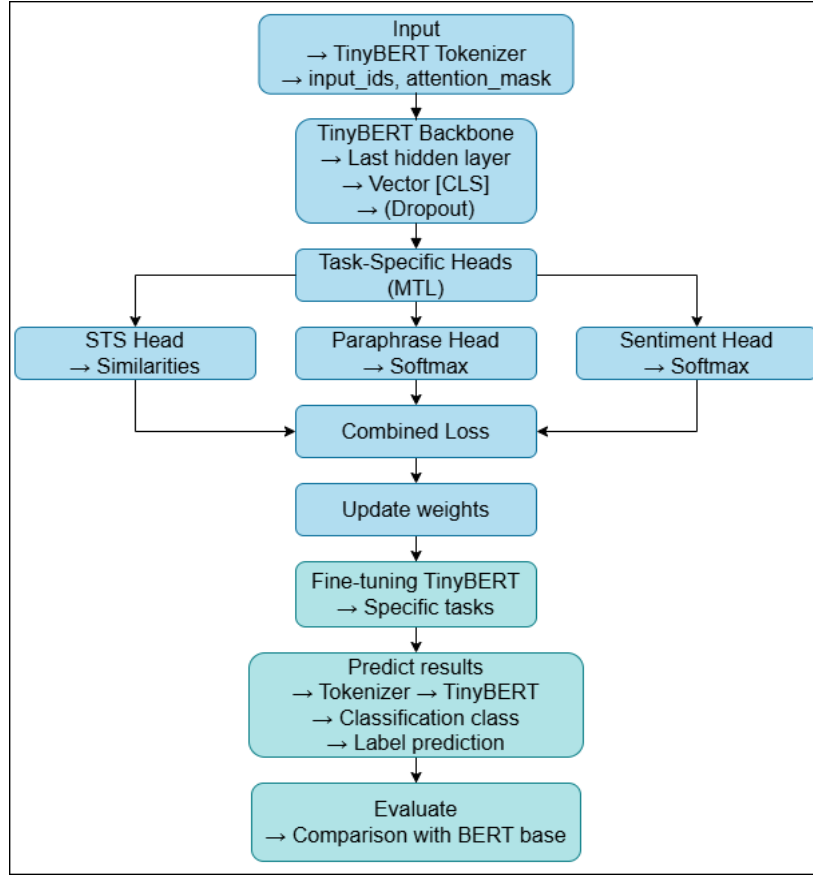 Input
→ TinyBERT Tokenizer
→ input_ids, attention_mask
TinyBERT Backbone
→ Last hidden layer
→ Vector [CLS]
→ (Dropout)
Task-Specific Heads
(MTL)
STS Head
→ Similarities
Paraphrase Head
→ Softmax
Sentiment Head
→ Softmax
Combined Loss
Update weights
Fine-tuning TinyBERT
→ Specific tasks
Predict results
→ Tokenizer → TinyBERT
→ Classification class
→ Label prediction
Evaluate
→ Comparison with BERT base